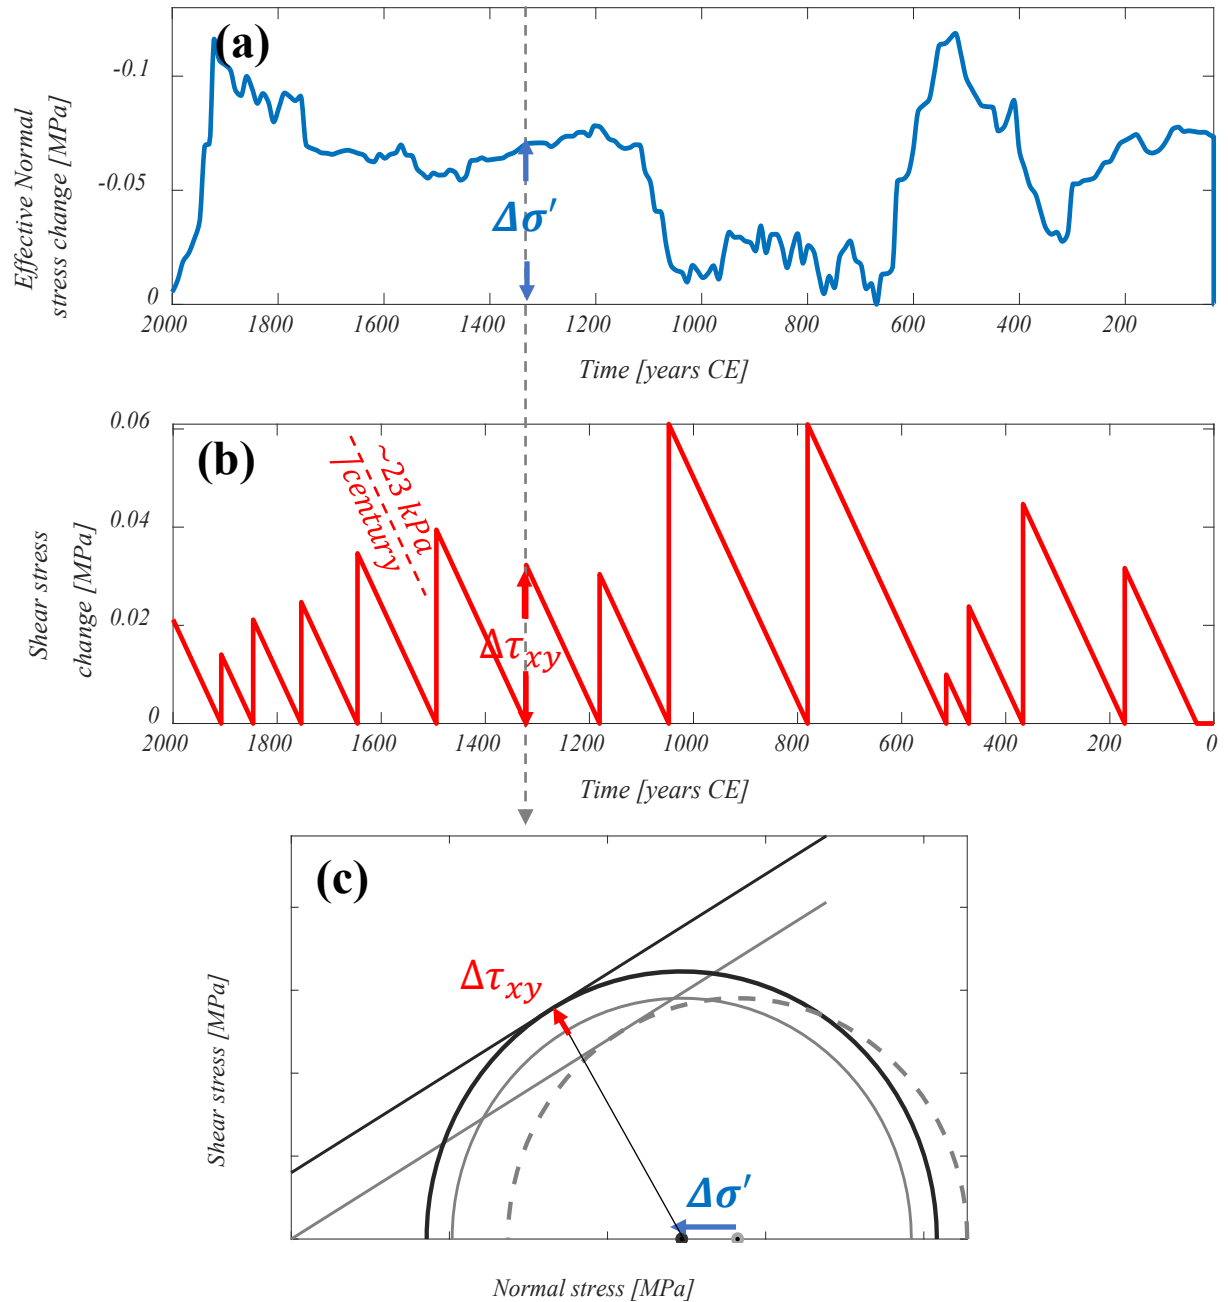 (a)
-0.1
-0.05
0
Effective Normal
stress change [MPa]
Δσ′
2000 1800 1600 1400 1200 1000 800 600 400 200
Time [years CE]
(b)
0.06
0.04
0.02
0
Shear stress
change [MPa]
~23 kPa
/century
Δτxy
2000 1800 1600 1400 1200 1000 800 600 400 200 0
Time [years CE]
(c)
Δτxy
Shear stress [MPa]
Δσ′
Normal stress [MPa]